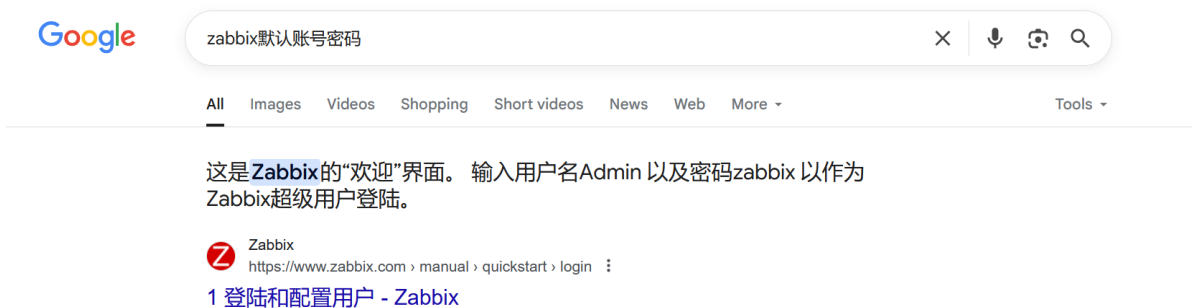 Google
zabbix默认账号密码
All Images Videos Shopping Short videos News Web More Tools
这是Zabbix的“欢迎”界面。 输入用户名Admin 以及密码zabbix 以作为
Zabbix超级用户登陆。
Z
Zabbix
https://www.zabbix.com › manual › quickstart › login
1 登陆和配置用户 - Zabbix